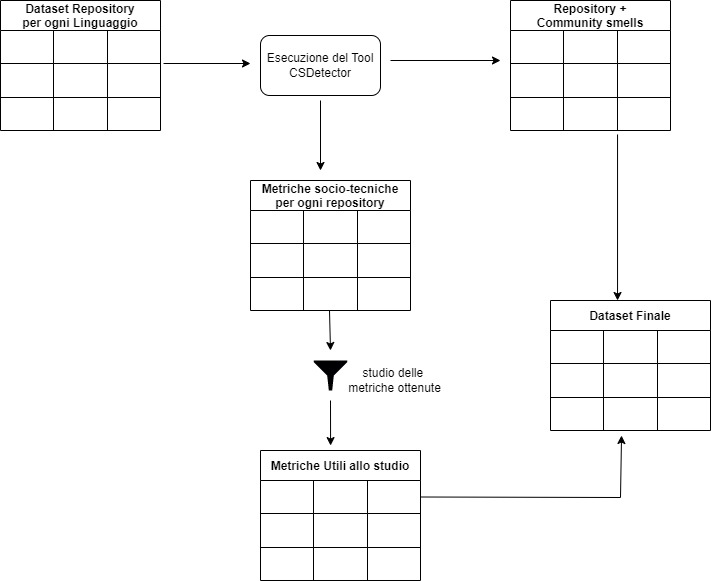 Dataset Repository
per ogni Linguaggio
Esecuzione del Tool
CSDetector
Repository +
Community smells
Metriche socio-tecniche
per ogni repository
Dataset Finale
studio delle
metriche ottenute
Metriche Utili allo studio